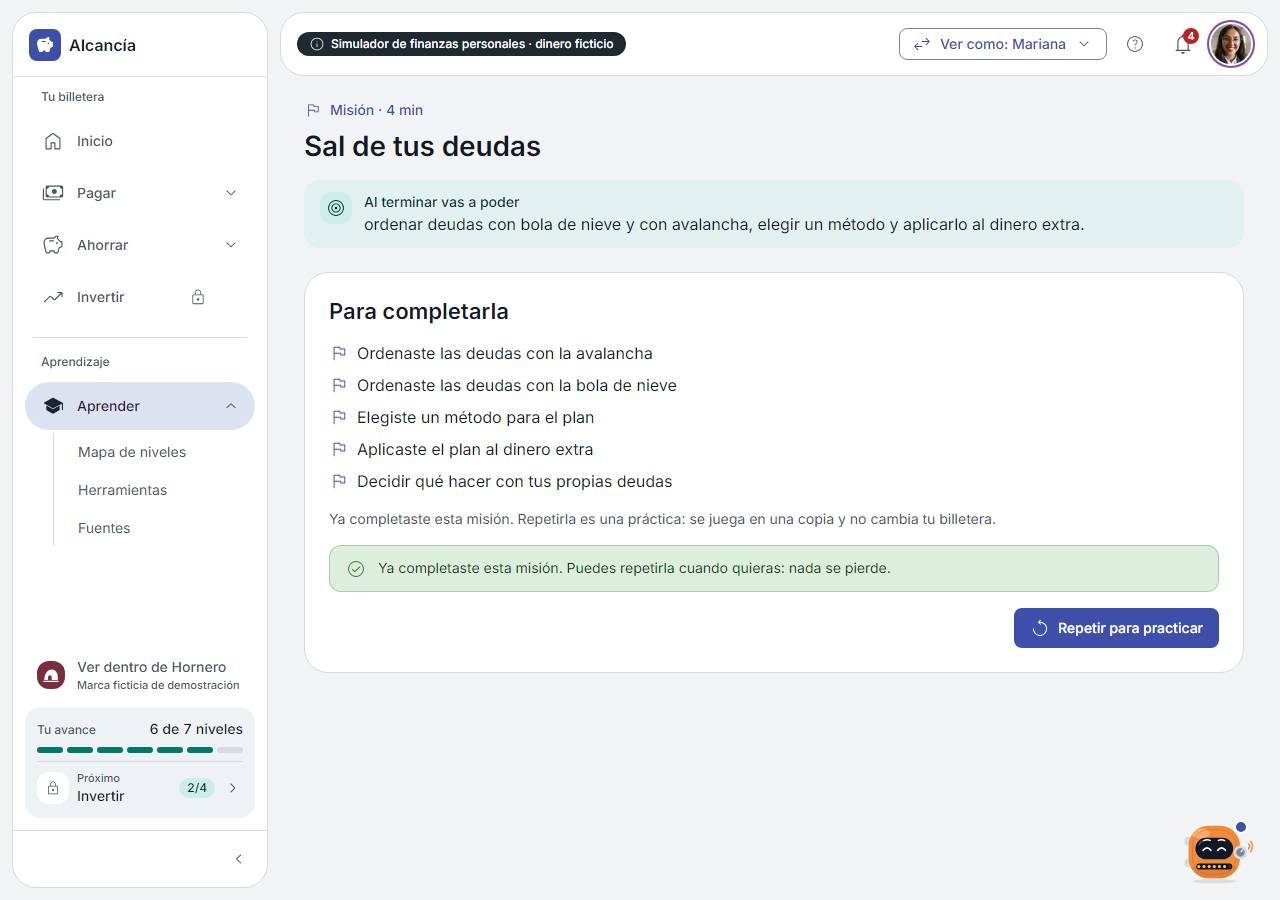 Alcancía
Tu billetera
Inicio
Pagar
Ahorrar
Invertir
Aprendizaje
Aprender
Mapa de niveles
Herramientas
Fuentes
Ver dentro de Hornero
Marca ficticia de demostración
Tu avance
6 de 7 niveles
Próximo
Invertir
2/4
Simulador de finanzas personales · dinero ficticio
Ver como: Mariana
4
Misión · 4 min
Sal de tus deudas
Al terminar vas a poder
ordenar deudas con bola de nieve y con avalancha, elegir un método y aplicarlo al dinero extra.
Para completarla
Ordenaste las deudas con la avalancha
Ordenaste las deudas con la bola de nieve
Elegiste un método para el plan
Aplicaste el plan al dinero extra
Decidir qué hacer con tus propias deudas
Ya completaste esta misión. Repetirla es una práctica: se juega en una copia y no cambia tu billetera.
Ya completaste esta misión. Puedes repetirla cuando quieras: nada se pierde.
Repetir para practicar